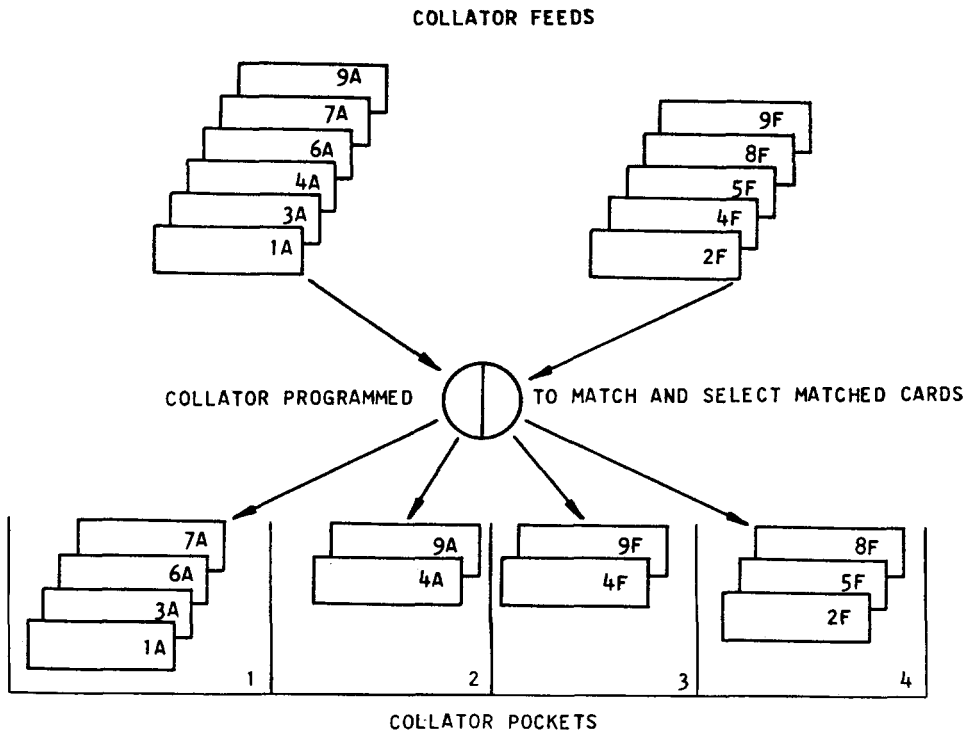 COLLATOR FEEDS
9A
7A
6A
4A
3A
1A
9F
8F
5F
4F
2F
COLLATOR PROGRAMMED TO MATCH AND SELECT MATCHED CARDS
7A
6A
3A
1A
1
9A
4A
2
9F
4F
3
8F
5F
2F
4
COLLATOR POCKETS